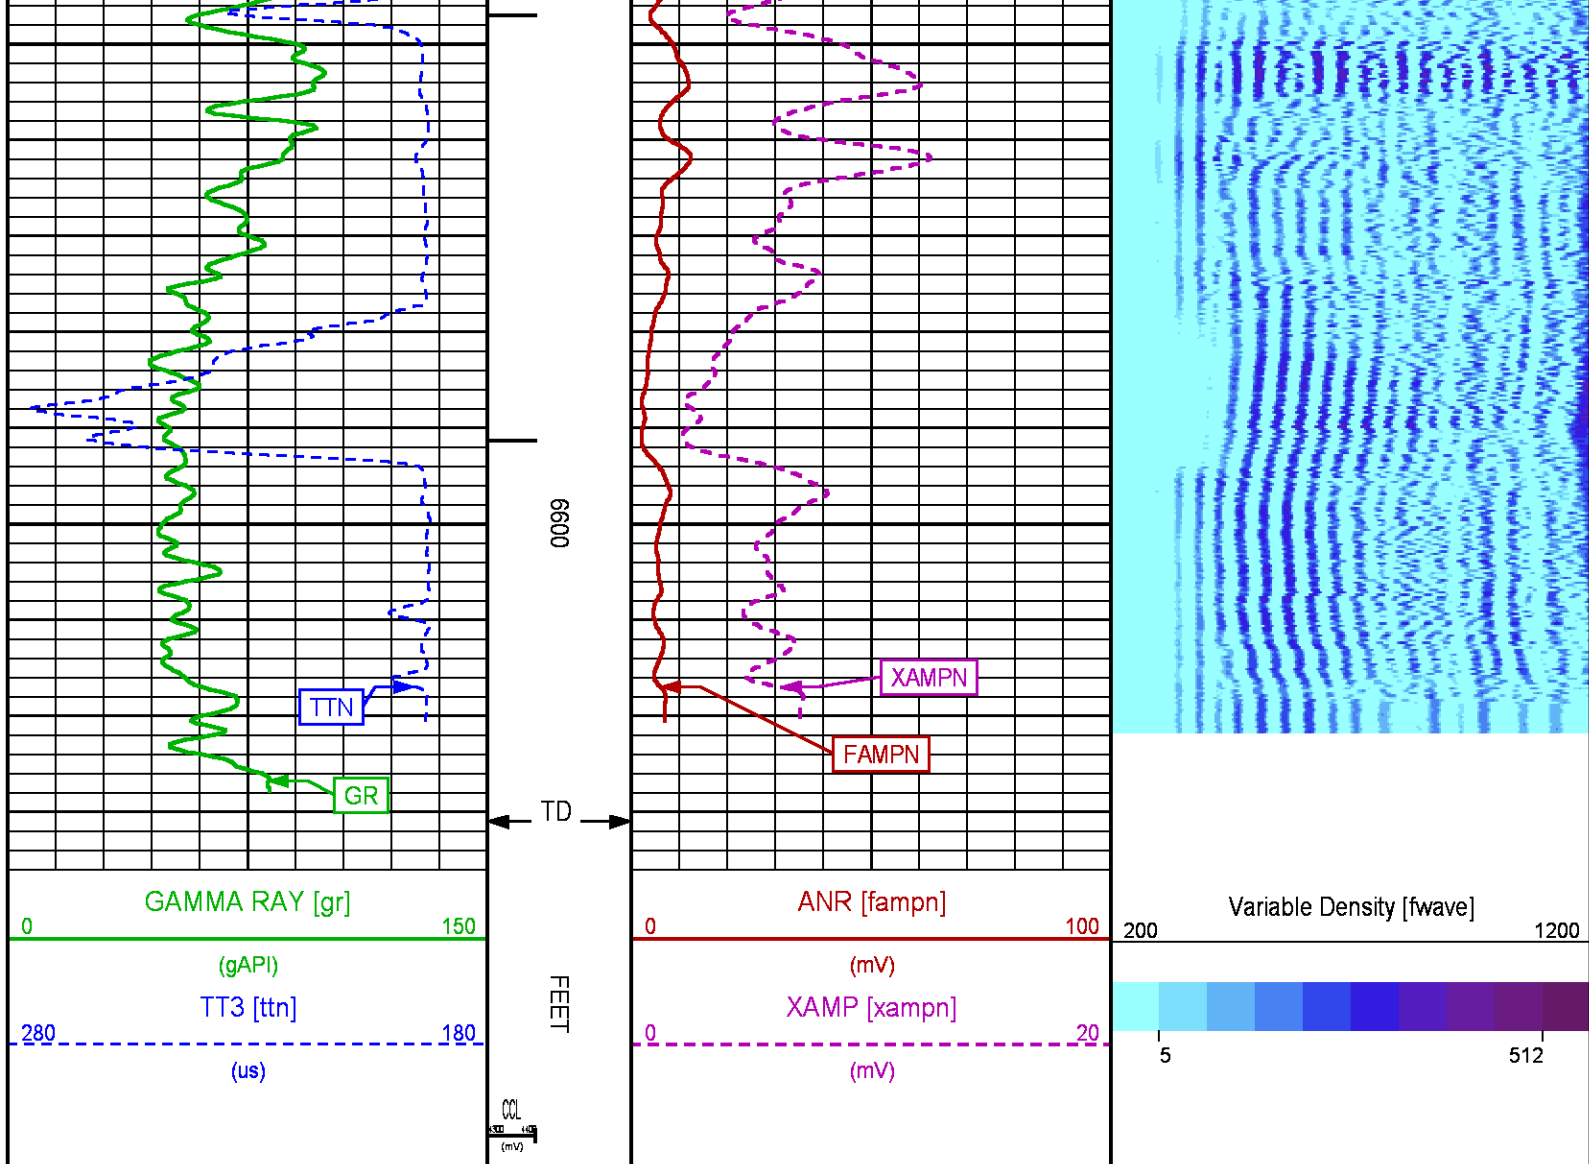 6600
XAMPN
TTN
FAMPN
GR
TD
GAMMA RAY [gr]
0 150
(gAPI)
TT3 [ttn]
280 180
(us)
FEET
CCL
(mV)
ANR [fampn]
0 100
(mV)
XAMP [xampn]
0 20
(mV)
Variable Density [fwave]
200 1200
5 512